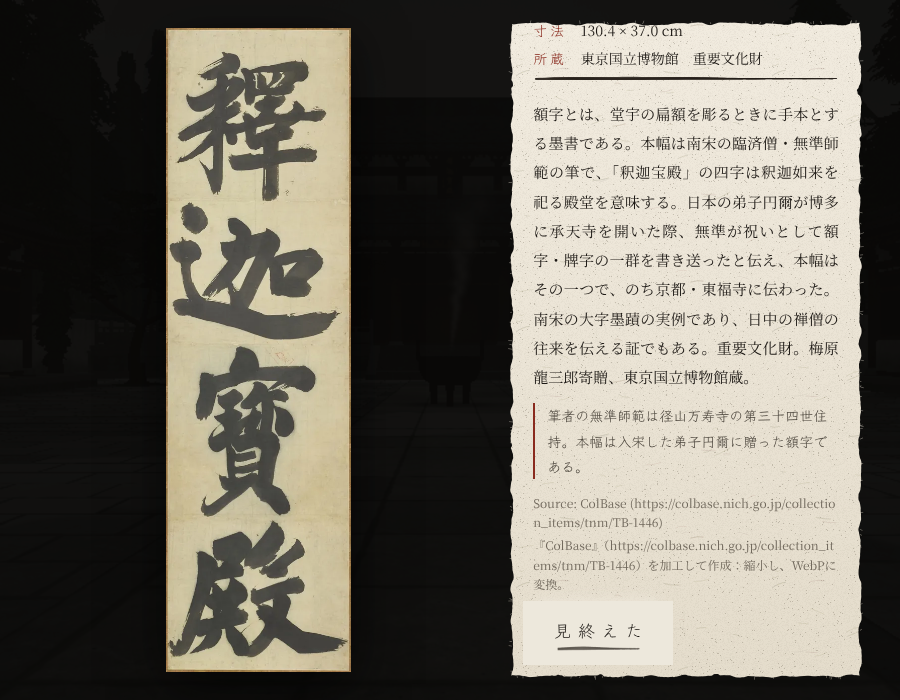 釋迦寶殿
寸法 130.4 × 37.0 cm
所蔵 東京国立博物館 重要文化財
額字とは、堂宇の扁額を彫るときに手本とす
る墨書である。本幅は南宋の臨済僧・無準師
範の筆で、「釈迦宝殿」の四字は釈迦如来を
祀る殿堂を意味する。日本の弟子円爾が博多
に承天寺を開いた際、無準が祝いとして額
字・牌字の一群を書き送ったと伝え、本幅は
その一つで、のち京都・東福寺に伝わった。
南宋の大字墨蹟の実例であり、日中の禅僧の
往来を伝える証でもある。重要文化財。梅原
龍三郎寄贈、東京国立博物館蔵。
筆者の無準師範は径山万寿寺の第三十四世住
持。本幅は入宋した弟子円爾に贈った額字で
ある。
Source: ColBase (https://colbase.nich.go.jp/collectio
n_items/tnm/TB-1446)
『ColBase』（https://colbase.nich.go.jp/collection_it
ems/tnm/TB-1446）を加工して作成：縮小し、WebPに
変換。
見終えた